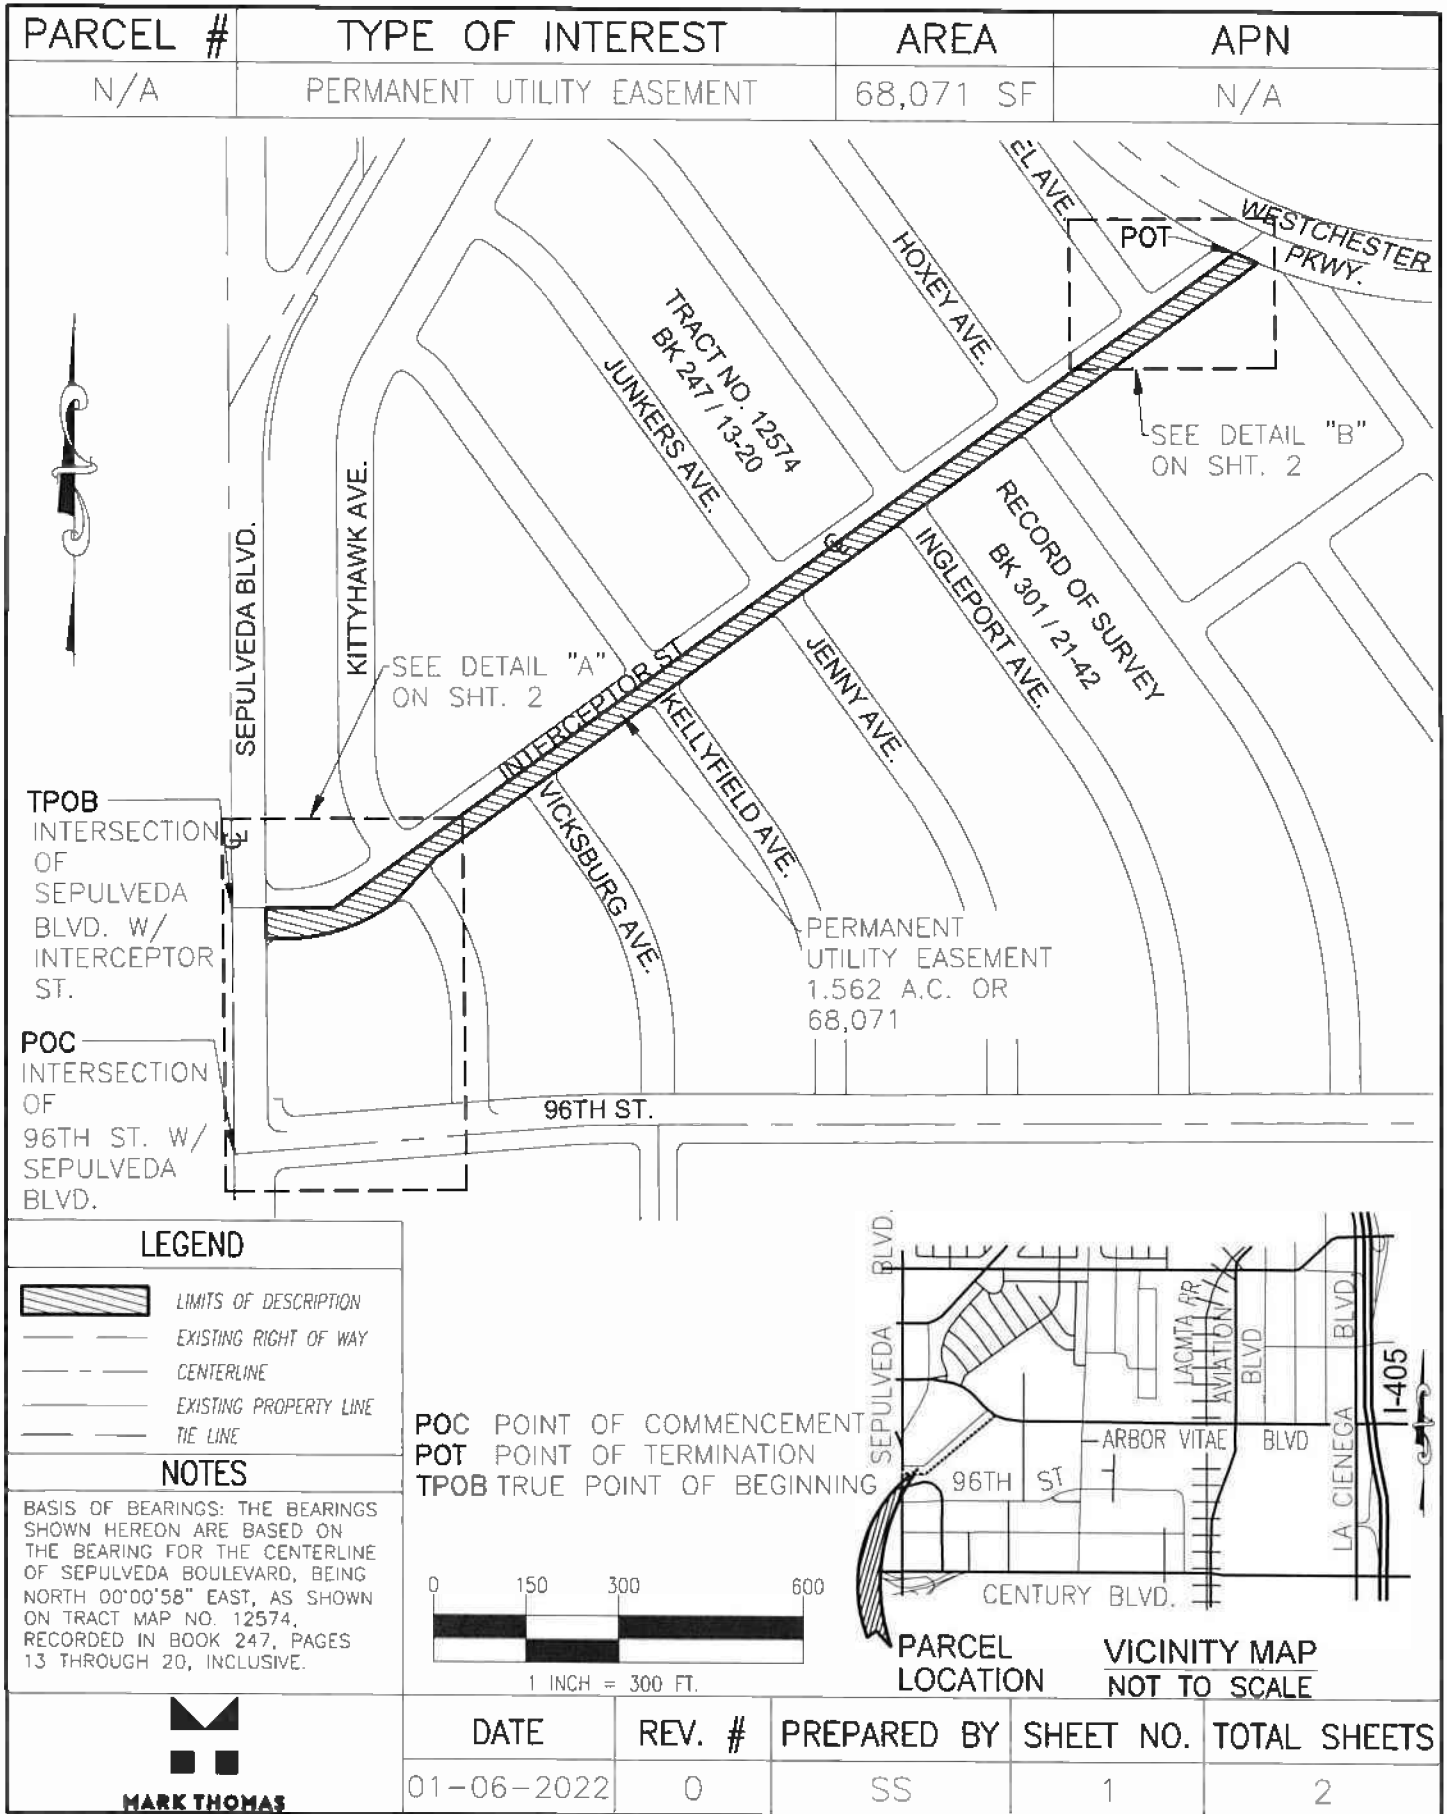 PARCEL # TYPE OF INTEREST AREA APN
N/A PERMANENT UTILITY EASEMENT 68,071 SF N/A
EL AVE.
WESTCHESTER
PKWY.
POT
HOXEY AVE.
TRACT NO. 12574
BK 247 / 13-20
JUNKERS AVE.
SEE DETAIL "B"
ON SHT. 2
KITTYHAWK AVE.
SEPULVEDA BLVD.
RECORD OF SURVEY
BK 301 / 21-42
INGLEPORT AVE.
JENNY AVE.
SEE DETAIL "A"
ON SHT. 2
INTERCEPTOR ST.
KELLYFIELD AVE.
VICKSBURG AVE.
TPOB
INTERSECTION
OF
SEPULVEDA
BLVD. W/
INTERCEPTOR
ST.
PERMANENT
UTILITY EASEMENT
1.562 A.C. OR
68,071
POC
INTERSECTION
OF
96TH ST. W/
SEPULVEDA
BLVD.
96TH ST.
LEGEND
LIMITS OF DESCRIPTION
EXISTING RIGHT OF WAY
CENTERLINE
EXISTING PROPERTY LINE
TIE LINE
NOTES
BASIS OF BEARINGS: THE BEARINGS
SHOWN HEREON ARE BASED ON
THE BEARING FOR THE CENTERLINE
OF SEPULVEDA BOULEVARD, BEING
NORTH 00°00'58" EAST, AS SHOWN
ON TRACT MAP NO. 12574,
RECORDED IN BOOK 247, PAGES
13 THROUGH 20, INCLUSIVE.
POC POINT OF COMMENCEMENT
POT POINT OF TERMINATION
TPOB TRUE POINT OF BEGINNING
0 150 300 600
1 INCH = 300 FT.
SEPULVEDA BLVD.
LACMTA RR
AVIATION
BLVD
LA CIENEGA BLVD.
I-405
ARBOR VITAE BLVD
96TH ST
CENTURY BLVD.
PARCEL
LOCATION
VICINITY MAP
NOT TO SCALE
MARK THOMAS
DATE REV. # PREPARED BY SHEET NO. TOTAL SHEETS
01-06-2022 0 SS 1 2